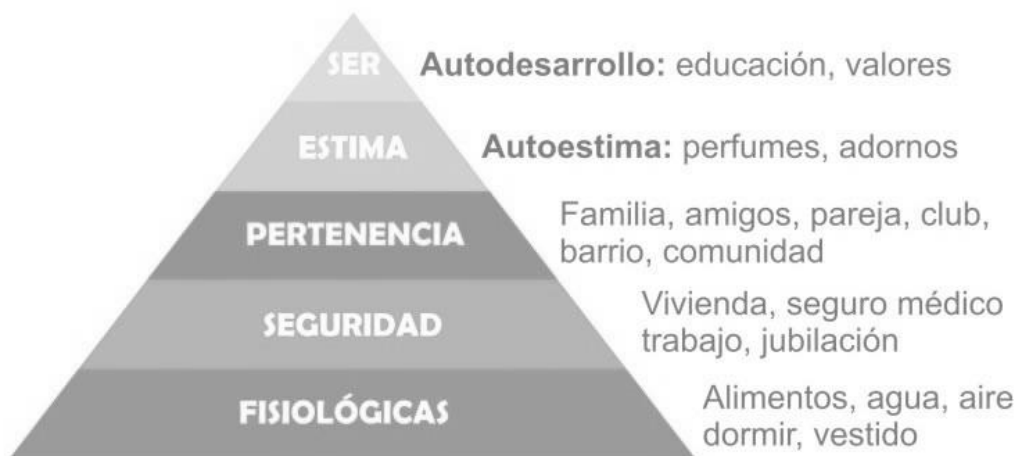 SER
Autodesarrollo: educación, valores
ESTIMA
Autoestima: perfumes, adornos
PERTENENCIA
Familia, amigos, pareja, club,
barrio, comunidad
SEGURIDAD
Vivienda, seguro médico
trabajo, jubilación
FISIOLÓGICAS
Alimentos, agua, aire
dormir, vestido